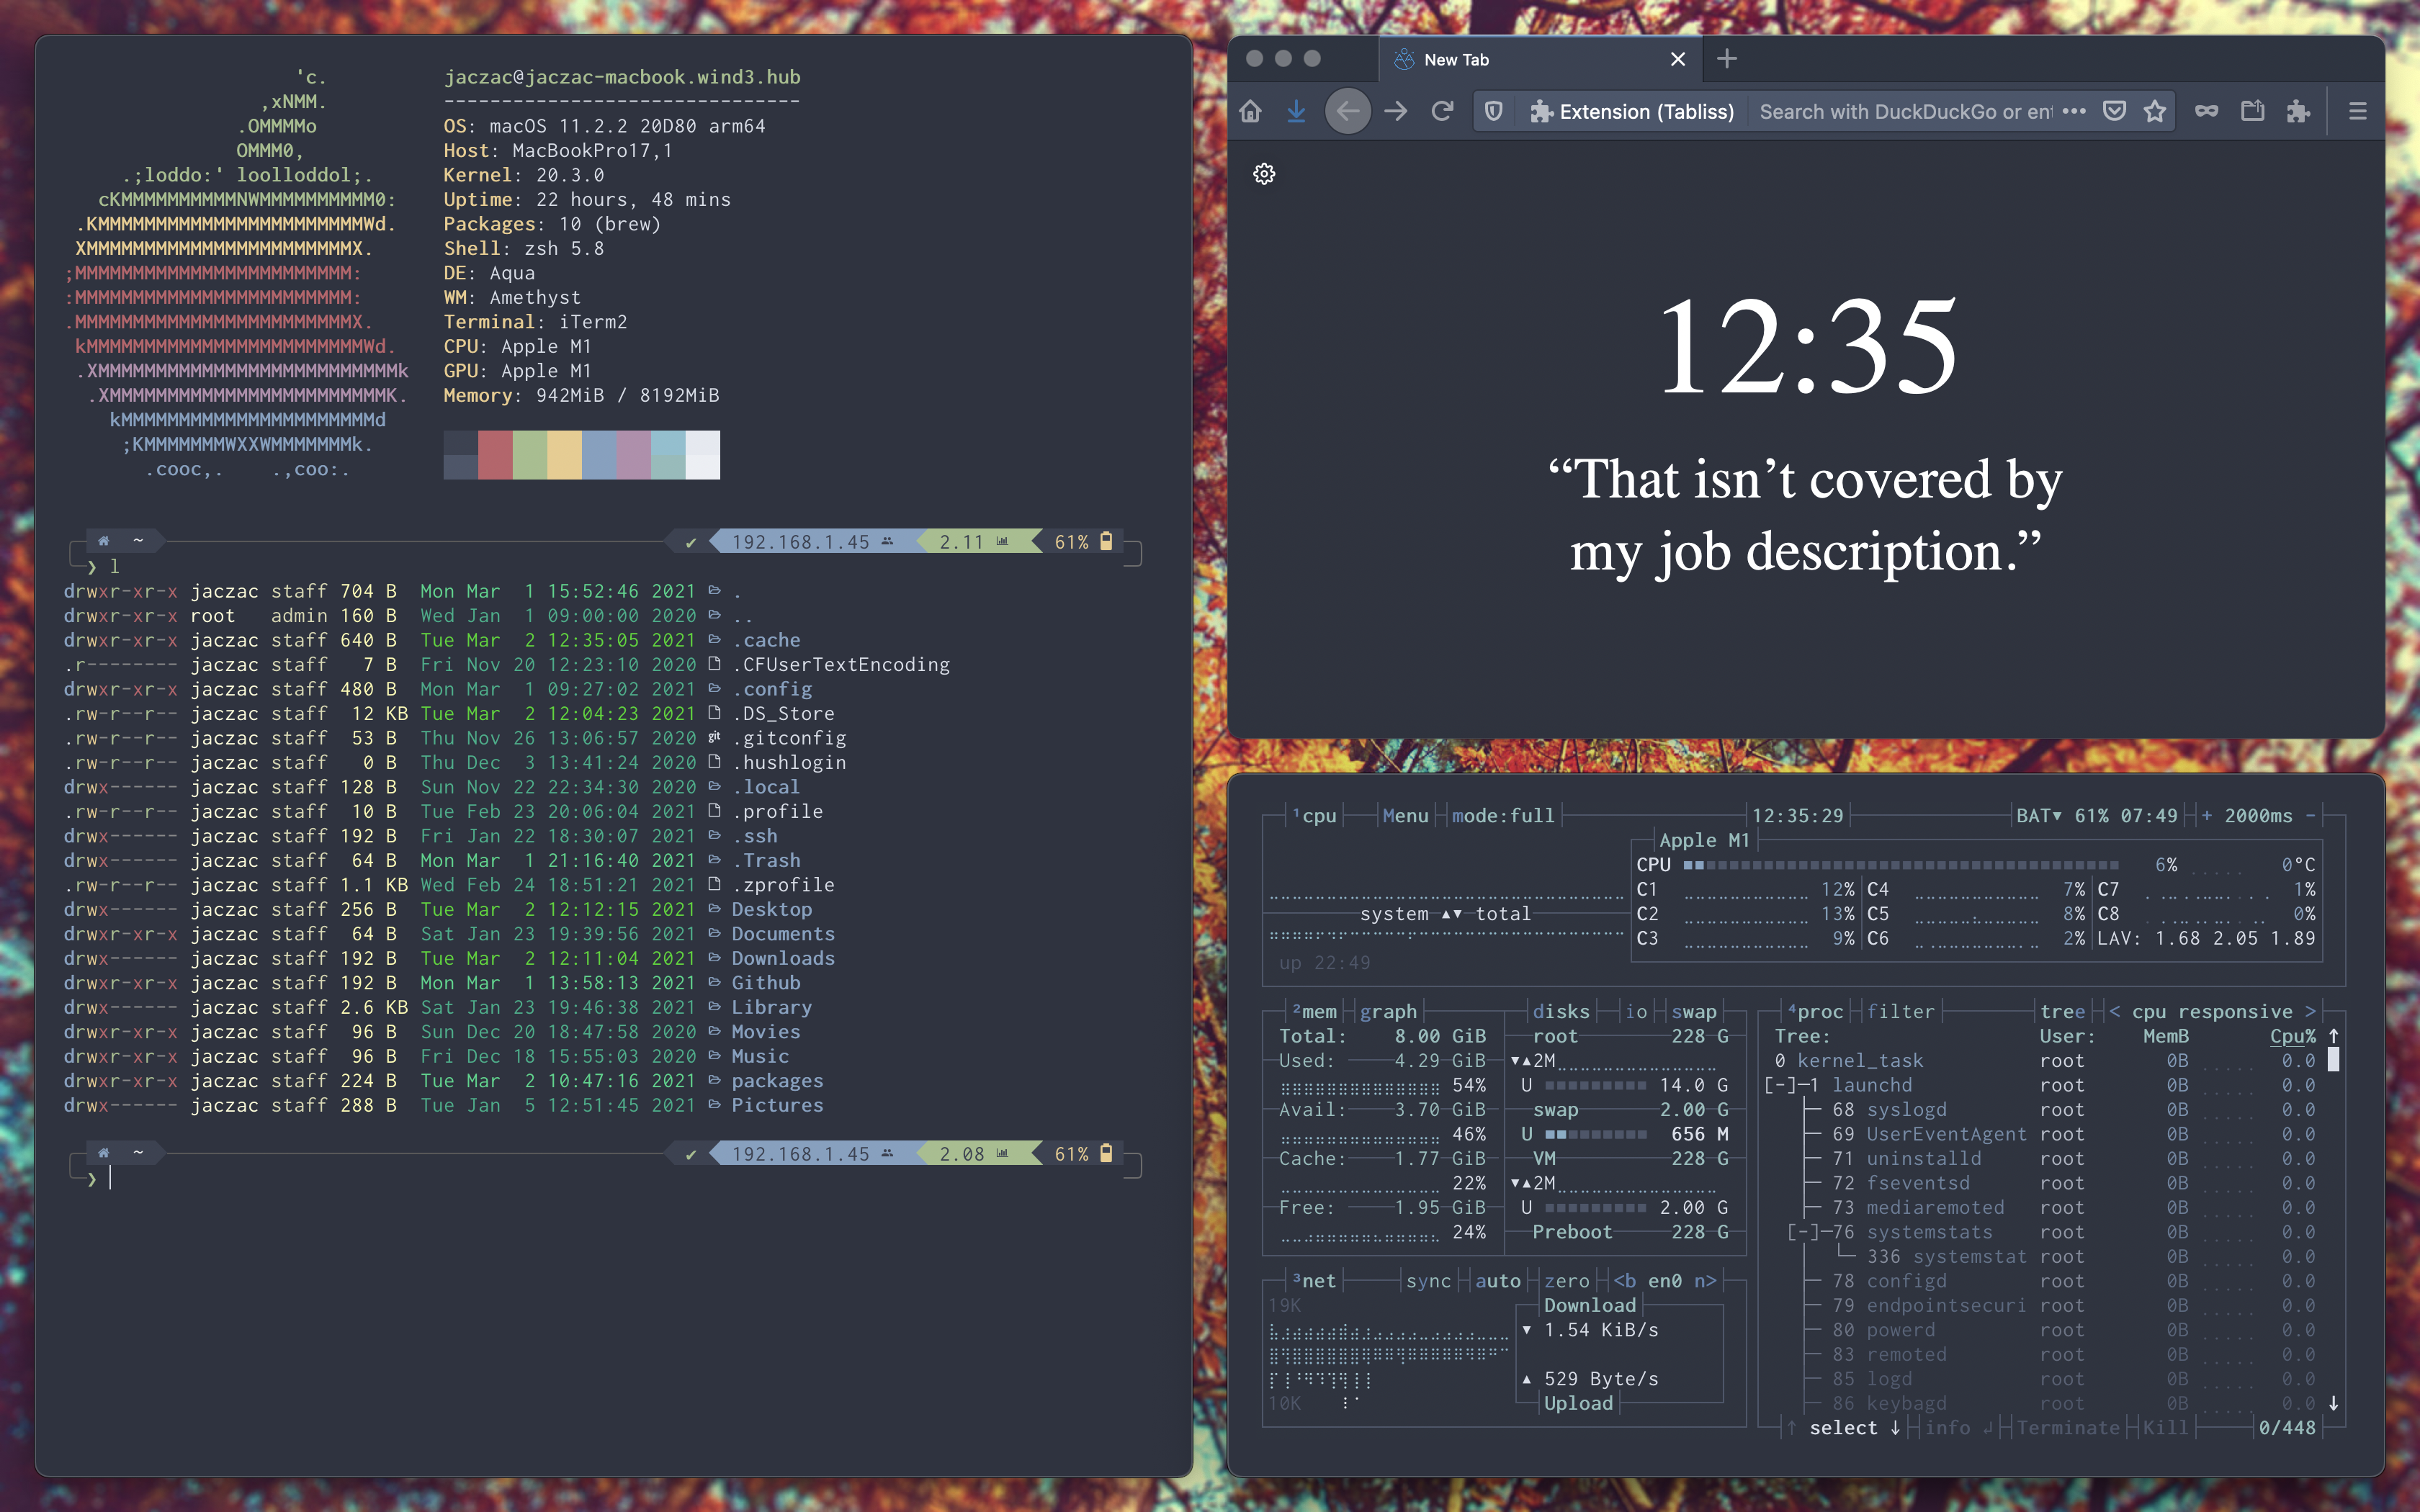 'c.
,xNMM.
.OMMMMo
OMMM0,
.;loddo:' loolloddol;.
cKMMMMMMMMMMNWMMMMMMMMMM0:
.KMMMMMMMMMMMMMMMMMMMMMMMWd.
XMMMMMMMMMMMMMMMMMMMMMMMX.
;MMMMMMMMMMMMMMMMMMMMMMMM:
:MMMMMMMMMMMMMMMMMMMMMMMM:
.MMMMMMMMMMMMMMMMMMMMMMMMX.
kMMMMMMMMMMMMMMMMMMMMMMMMWd.
.XMMMMMMMMMMMMMMMMMMMMMMMMMMk
.XMMMMMMMMMMMMMMMMMMMMMMMMK.
kMMMMMMMMMMMMMMMMMMMMMMd
;KMMMMMMMWXXWMMMMMMMk.
.cooc,.    .,coo:.
jaczac@jaczac-macbook.wind3.hub
-------------------------------
OS: macOS 11.2.2 20D80 arm64
Host: MacBookPro17,1
Kernel: 20.3.0
Uptime: 22 hours, 48 mins
Packages: 10 (brew)
Shell: zsh 5.8
DE: Aqua
WM: Amethyst
Terminal: iTerm2
CPU: Apple M1
GPU: Apple M1
Memory: 942MiB / 8192MiB
~ ✔ 192.168.1.45 2.11 61%
❯ l
drwxr-xr-x jaczac staff 704 B Mon Mar 1 15:52:46 2021 .
drwxr-xr-x root admin 160 B Wed Jan 1 09:00:00 2020 ..
drwxr-xr-x jaczac staff 640 B Tue Mar 2 12:35:05 2021 .cache
.r-------- jaczac staff 7 B Fri Nov 20 12:23:10 2020 .CFUserTextEncoding
drwxr-xr-x jaczac staff 480 B Mon Mar 1 09:27:02 2021 .config
.rw-r--r-- jaczac staff 12 KB Tue Mar 2 12:04:23 2021 .DS_Store
.rw-r--r-- jaczac staff 53 B Thu Nov 26 13:06:57 2020 git .gitconfig
.rw-r--r-- jaczac staff 0 B Thu Dec 3 13:41:24 2020 .hushlogin
drwx------ jaczac staff 128 B Sun Nov 22 22:34:30 2020 .local
.rw-r--r-- jaczac staff 10 B Tue Feb 23 20:06:04 2021 .profile
drwx------ jaczac staff 192 B Fri Jan 22 18:30:07 2021 .ssh
drwx------ jaczac staff 64 B Mon Mar 1 21:16:40 2021 .Trash
.rw-r--r-- jaczac staff 1.1 KB Wed Feb 24 18:51:21 2021 .zprofile
drwx------ jaczac staff 256 B Tue Mar 2 12:12:15 2021 Desktop
drwx------ jaczac staff 64 B Sat Jan 23 19:39:56 2021 Documents
drwx------ jaczac staff 192 B Tue Mar 2 12:11:04 2021 Downloads
drwxr-xr-x jaczac staff 192 B Mon Mar 1 13:58:13 2021 Github
drwx------ jaczac staff 2.6 KB Sat Jan 23 19:46:38 2021 Library
drwxr-xr-x jaczac staff 96 B Sun Dec 20 18:47:58 2020 Movies
drwxr-xr-x jaczac staff 96 B Fri Dec 18 15:55:03 2020 Music
drwxr-xr-x jaczac staff 224 B Tue Mar 2 10:47:16 2021 packages
drwx------ jaczac staff 288 B Tue Jan 5 12:51:45 2021 Pictures
~ ✔ 192.168.1.45 2.08 61%
❯
New Tab
Extension (Tabliss) Search with DuckDuckGo or ent
12:35
“That isn’t covered by
my job description.”
¹cpu Menu mode:full 12:35:29 BAT▼ 61% 07:49 + 2000ms -
Apple M1
CPU 6% 0°C
C1 12% C4 7% C7 1%
system ▲▼ total
C2 13% C5 8% C8 0%
C3 9% C6 2% LAV: 1.68 2.05 1.89
up 22:49
²mem graph disks io swap
Total: 8.00 GiB root 228 G
Used: 4.29 GiB ▼▲2M
54% U 14.0 G
Avail: 3.70 GiB swap 2.00 G
46% U 656 M
Cache: 1.77 GiB VM 228 G
22% ▼▲2M
Free: 1.95 GiB U 2.00 G
24% Preboot 228 G
³net sync auto zero <b en0 n>
19K Download
▼ 1.54 KiB/s
▲ 529 Byte/s
10K Upload
⁴proc filter tree < cpu responsive >
Tree: User: MemB Cpu% ↑
0 kernel_task root 0B 0.0
[-]─1 launchd root 0B 0.0
68 syslogd root 0B 0.0
69 UserEventAgent root 0B 0.0
71 uninstalld root 0B 0.0
72 fseventsd root 0B 0.0
73 mediaremoted root 0B 0.0
[-]─76 systemstats root 0B 0.0
336 systemstat root 0B 0.0
78 configd root 0B 0.0
79 endpointsecuri root 0B 0.0
80 powerd root 0B 0.0
83 remoted root 0B 0.0
85 logd root 0B 0.0
86 keybagd root 0B 0.0 ↓
↑ select ↓ info ↲ Terminate Kill 0/448